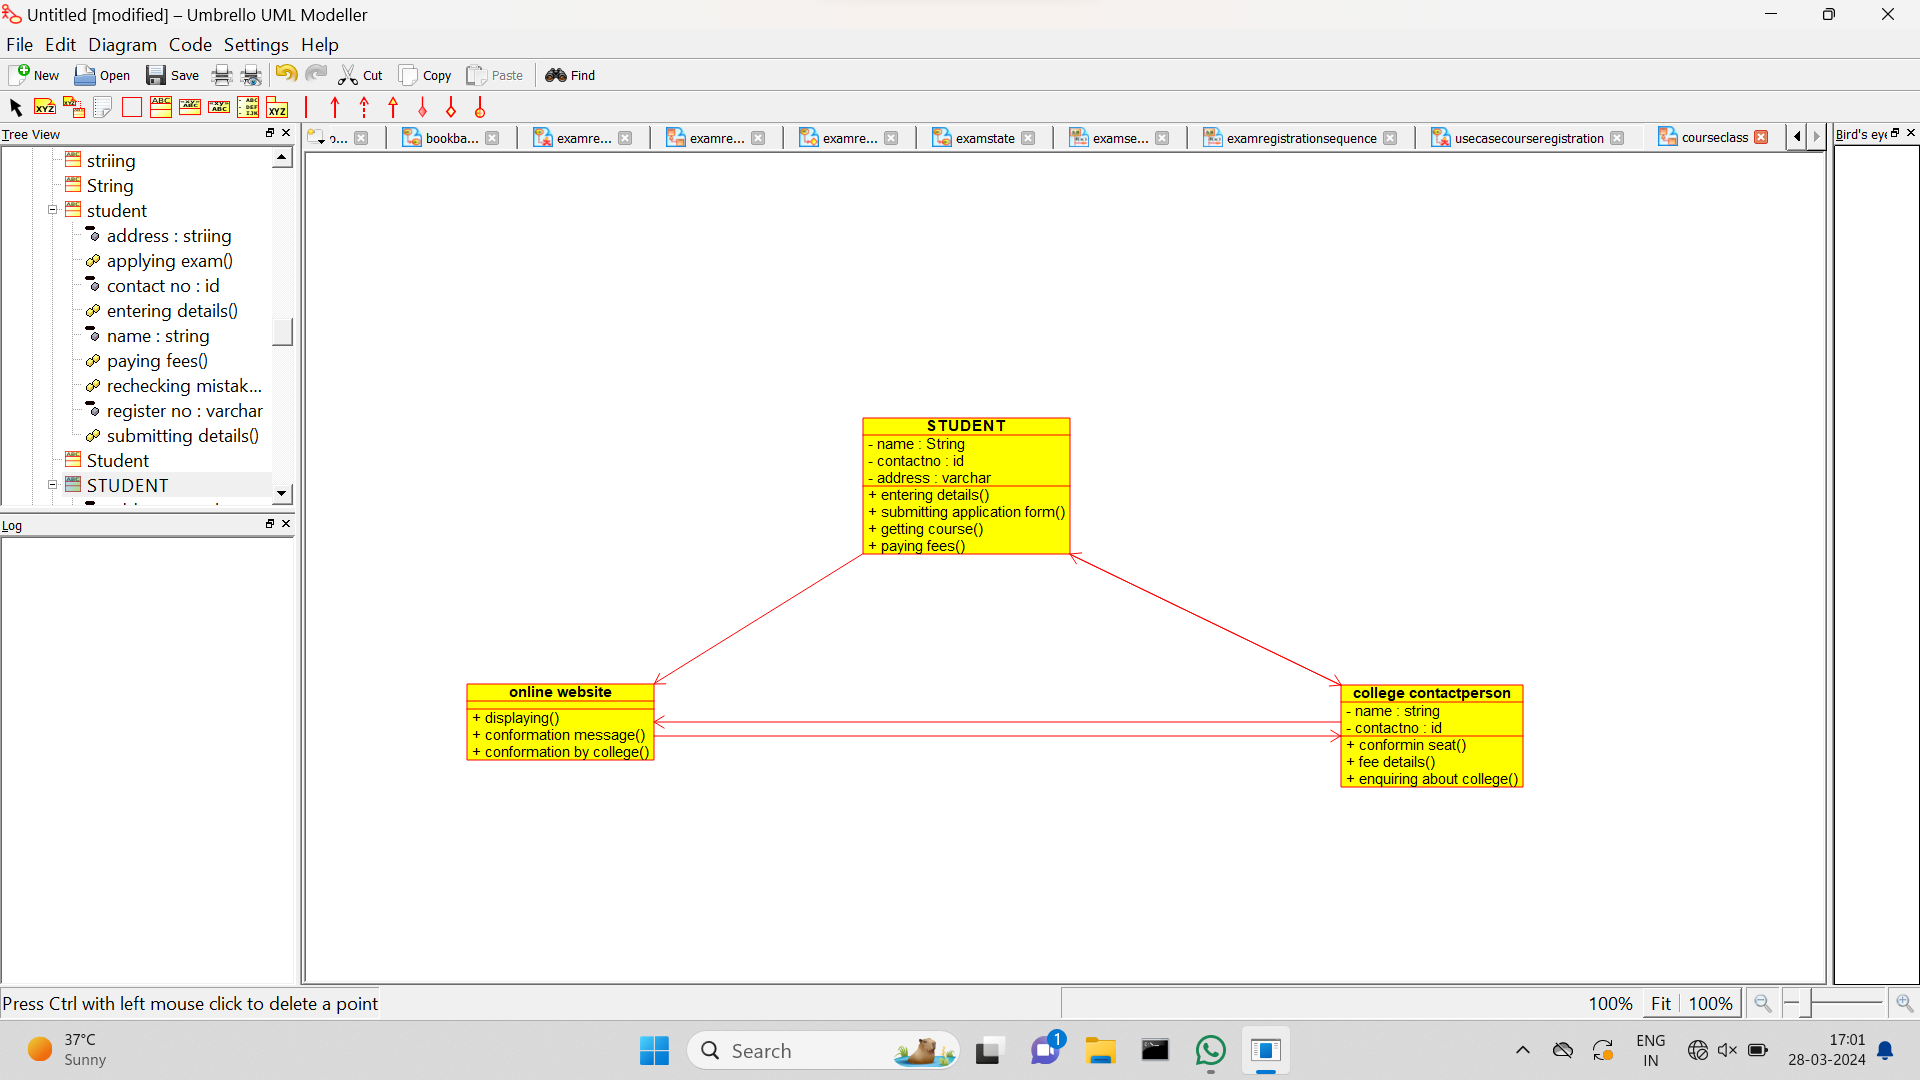 Untitled [modified] – Umbrello UML Modeller
File Edit Diagram Code Settings Help
New Open Save Cut Copy Paste Find
Tree View
o... bookba... examre... examre... examre... examstate examse... examregistrationsequence usecasecourseregistration courseclass
Bird's eye
striing
String
student
address : striing
applying exam()
contact no : id
entering details()
name : string
paying fees()
rechecking mistak...
register no : varchar
submitting details()
Student
STUDENT
Log
STUDENT
- name : String
- contactno : id
- address : varchar
+ entering details()
+ submitting application form()
+ getting course()
+ paying fees()
online website
+ displaying()
+ conformation message()
+ conformation by college()
college contactperson
- name : string
- contactno : id
+ conformin seat()
+ fee details()
+ enquiring about college()
Press Ctrl with left mouse click to delete a point
100% Fit 100%
37°C
Sunny
Search
1
ENG
IN
17:01
28-03-2024